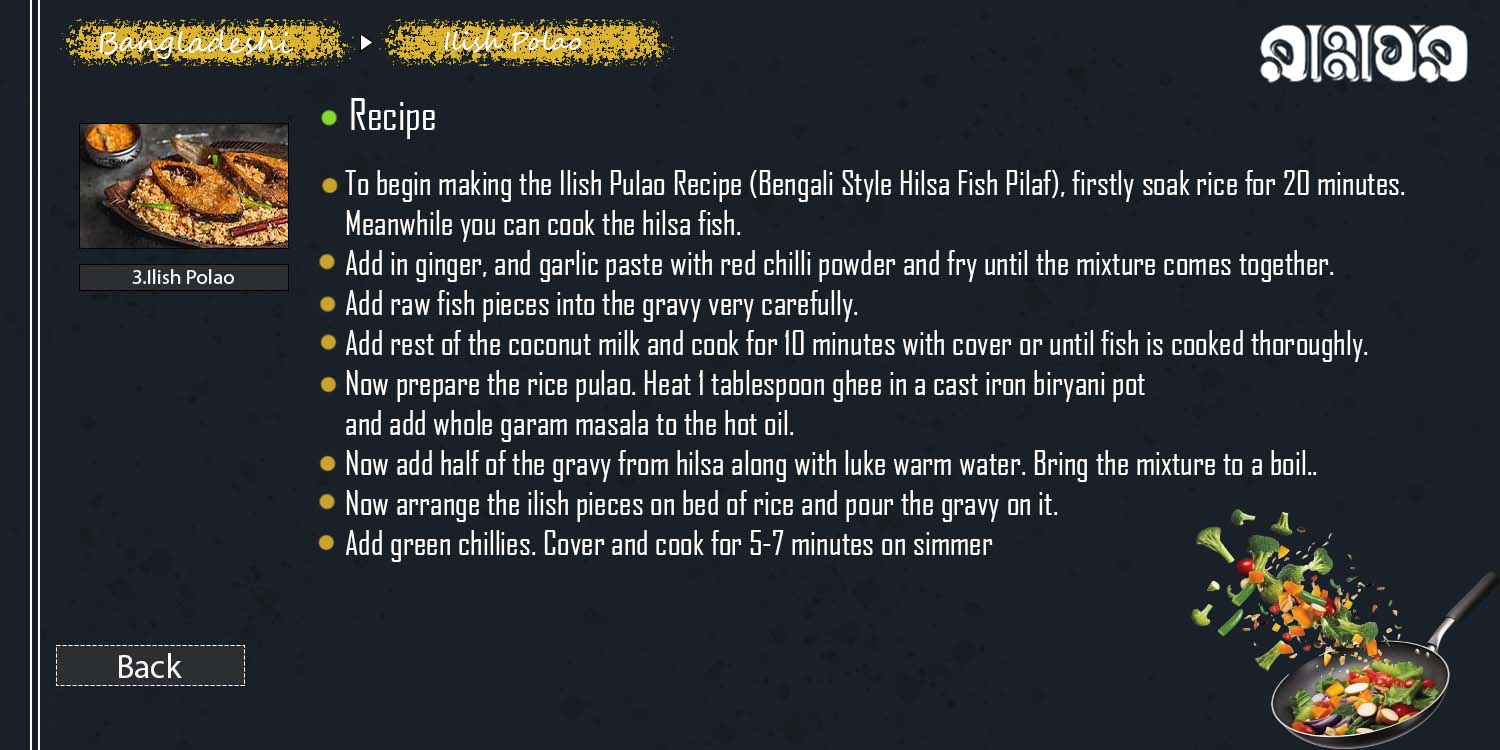 Bangladeshi
Ilish Polao
রান্নাঘর
Recipe
3.Ilish Polao
To begin making the Ilish Pulao Recipe (Bengali Style Hilsa Fish Pilaf), firstly soak rice for 20 minutes.
Meanwhile you can cook the hilsa fish.
Add in ginger, and garlic paste with red chilli powder and fry until the mixture comes together.
Add raw fish pieces into the gravy very carefully.
Add rest of the coconut milk and cook for 10 minutes with cover or until fish is cooked thoroughly.
Now prepare the rice pulao. Heat 1 tablespoon ghee in a cast iron biryani pot
and add whole garam masala to the hot oil.
Now add half of the gravy from hilsa along with luke warm water. Bring the mixture to a boil..
Now arrange the ilish pieces on bed of rice and pour the gravy on it.
Add green chillies. Cover and cook for 5-7 minutes on simmer
Back